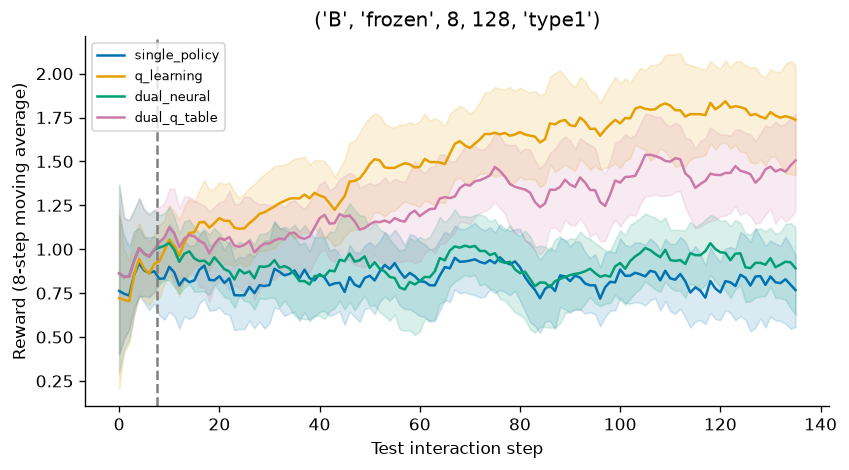 ('B', 'frozen', 8, 128, 'type1')
Reward (8-step moving average)
2.00
1.75
1.50
1.25
1.00
0.75
0.50
0.25
single_policy
q_learning
dual_neural
dual_q_table
0 20 40 60 80 100 120 140
Test interaction step